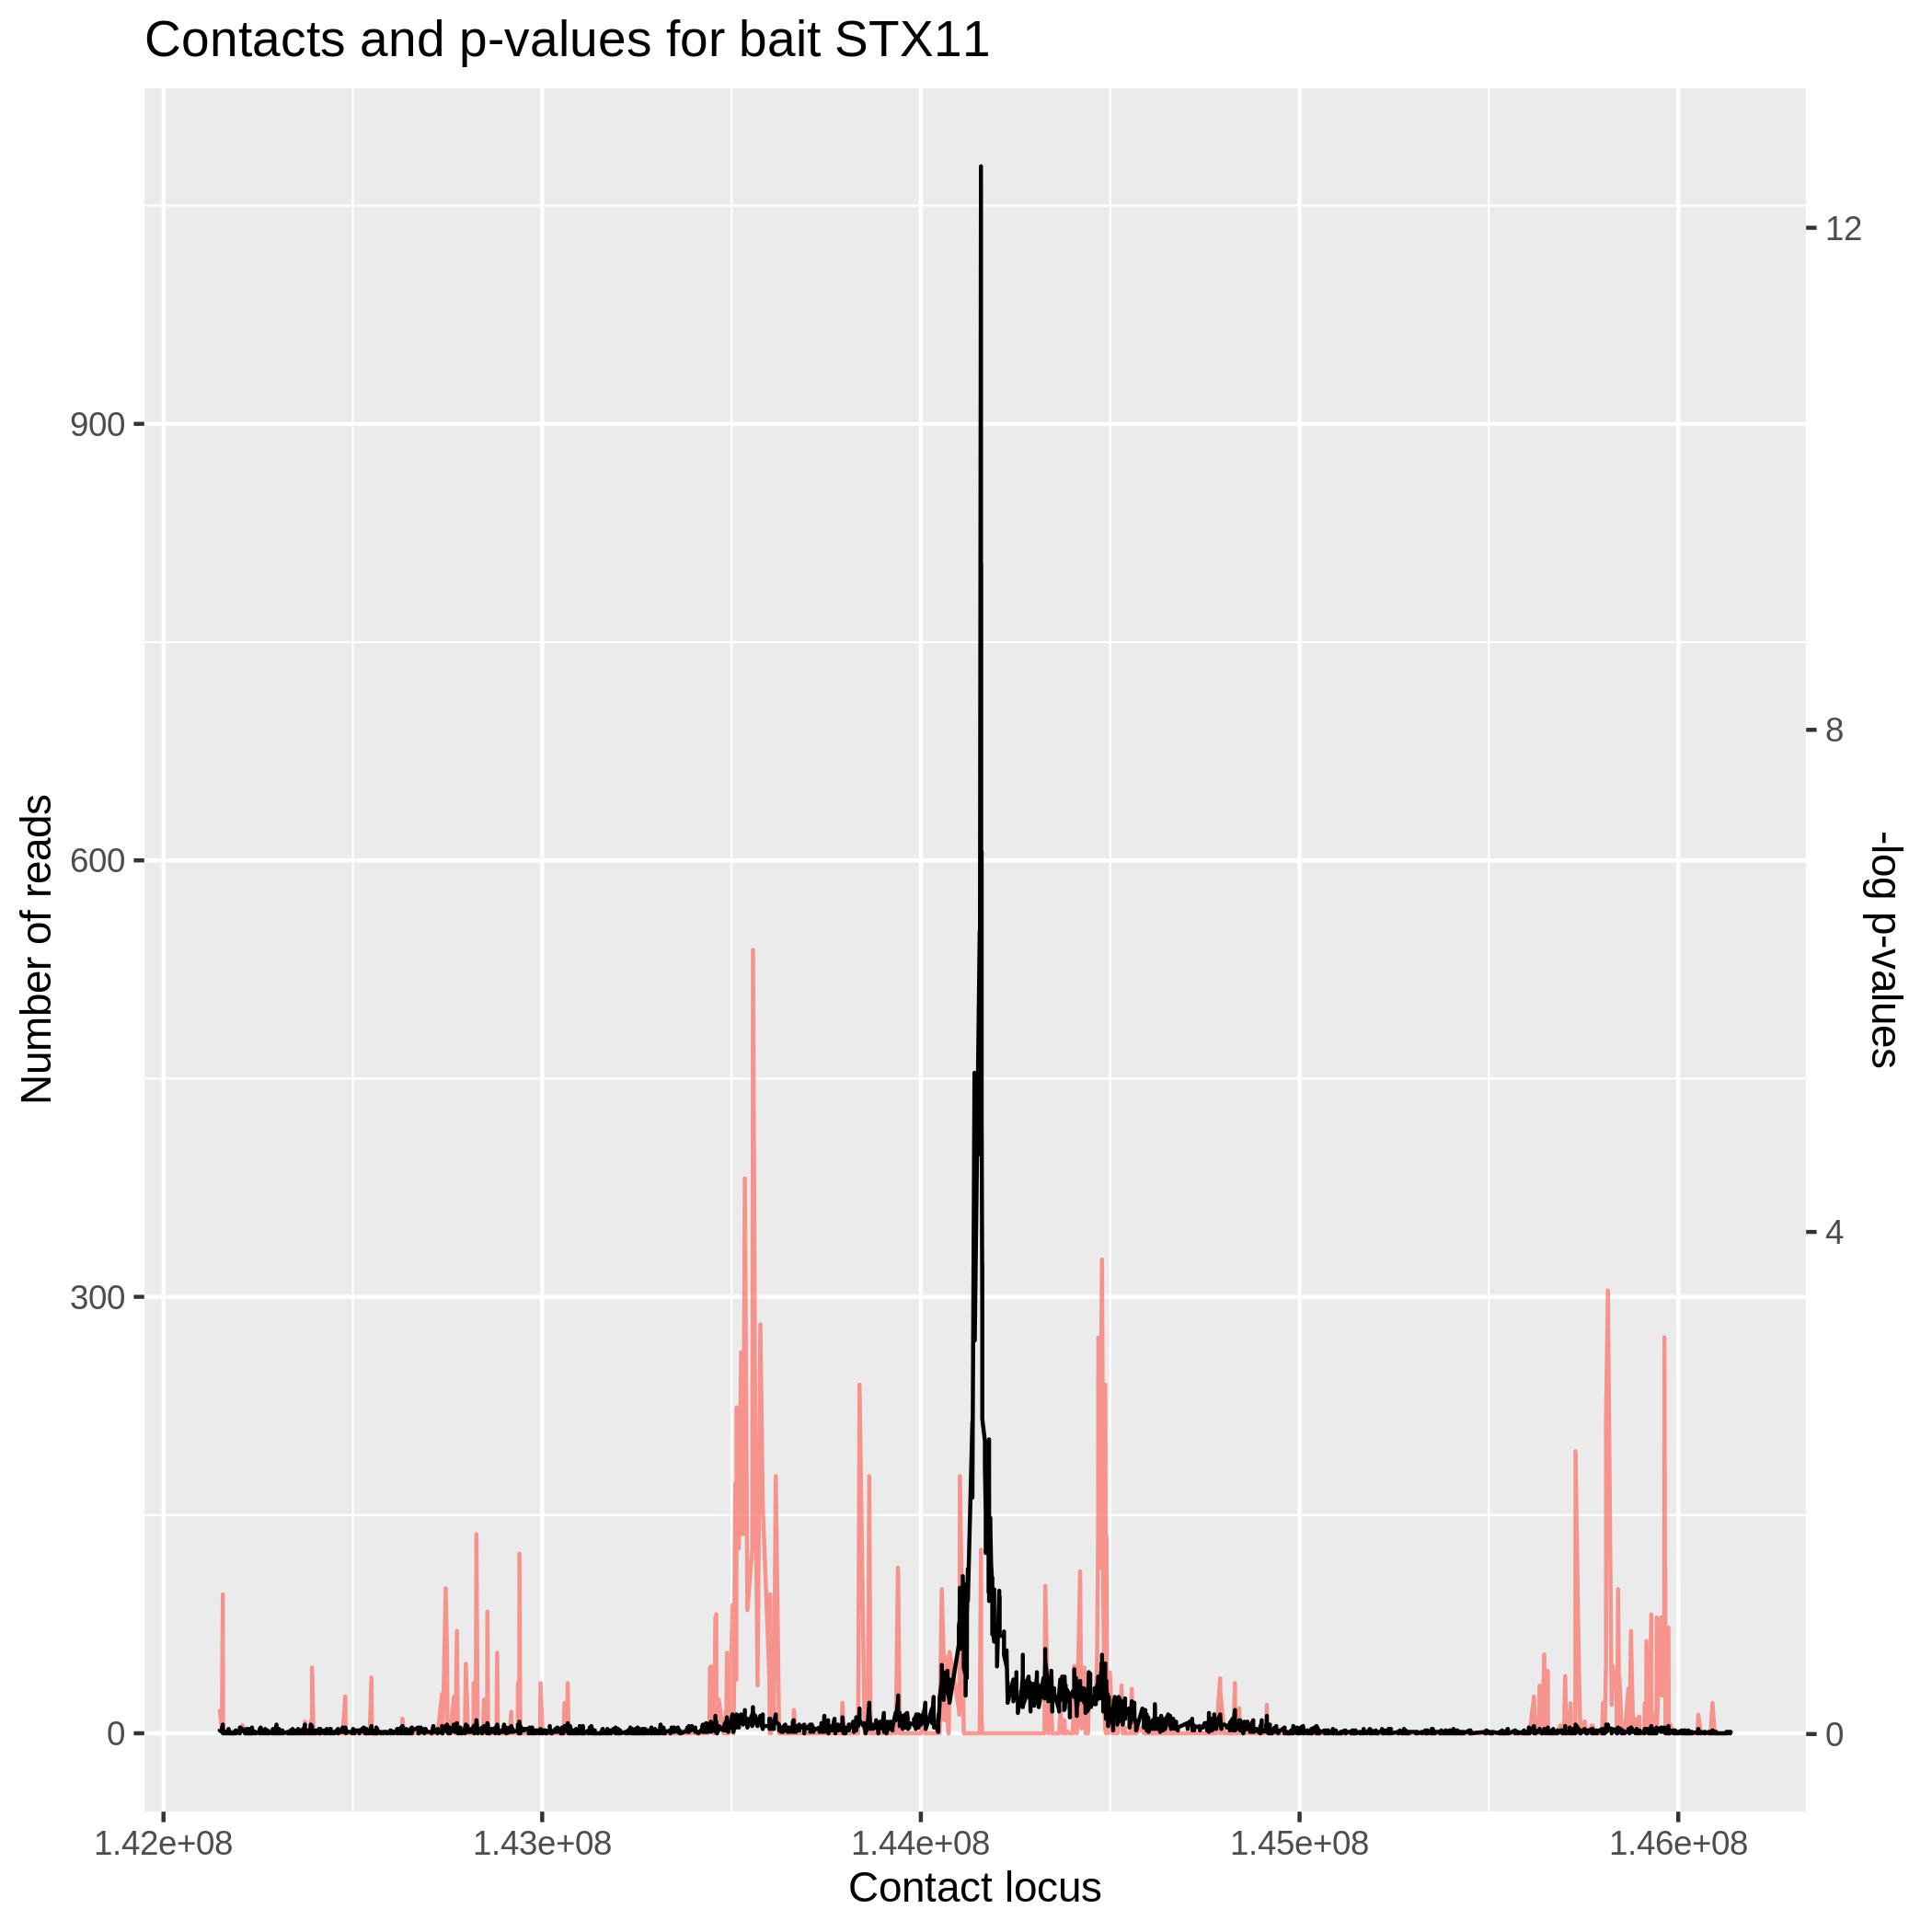 Contacts and p-values for bait STX11
Number of reads
900
600
300
0
12
8
4
0
-log p-values
1.42e+08
1.43e+08
1.44e+08
1.45e+08
1.46e+08
Contact locus